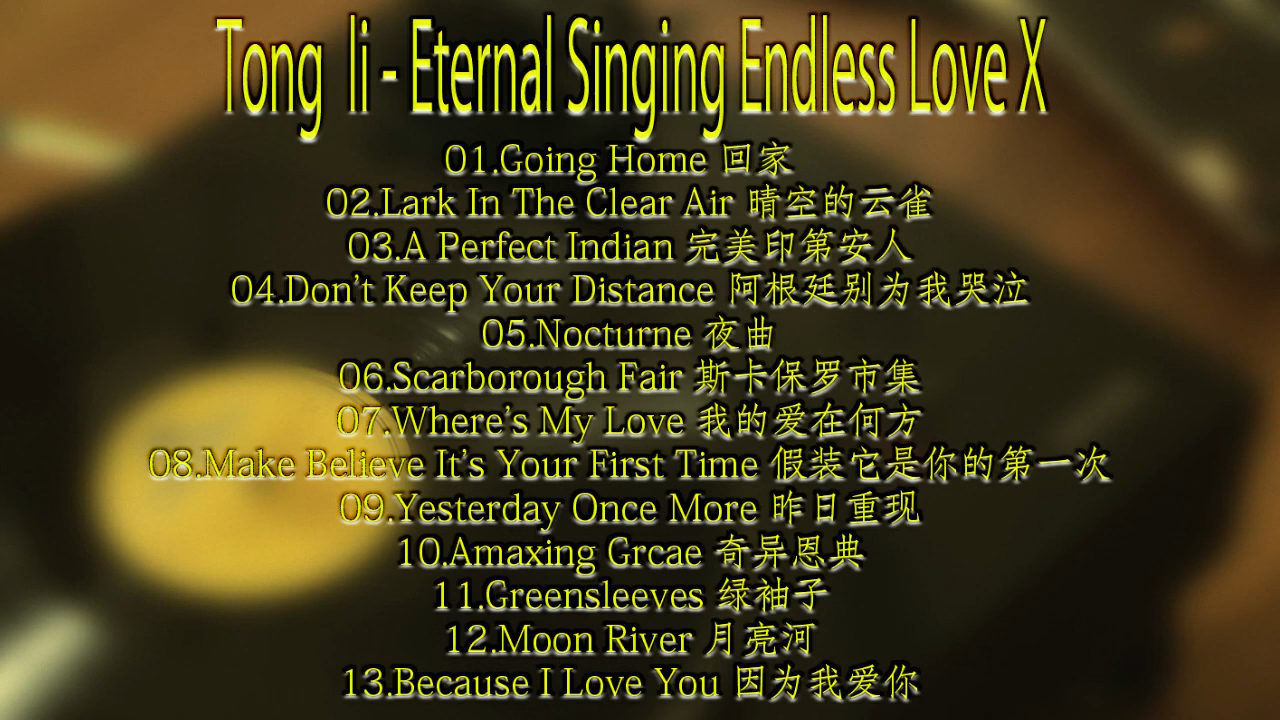 Tong li - Eternal Singing Endless Love X
01.Going Home 回家
02.Lark In The Clear Air 晴空的云雀
03.A Perfect Indian 完美印第安人
04.Don't Keep Your Distance 阿根廷别为我哭泣
05.Nocturne 夜曲
06.Scarborough Fair 斯卡保罗市集
07.Where's My Love 我的爱在何方
08.Make Believe It's Your First Time 假装它是你的第一次
09.Yesterday Once More 昨日重现
10.Amaxing Grcae 奇异恩典
11.Greensleeves 绿袖子
12.Moon River 月亮河
13.Because I Love You 因为我爱你